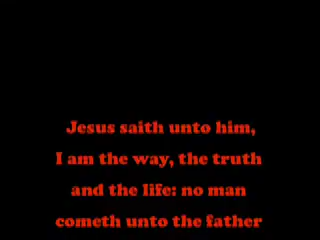 Jesus saith unto him,
I am the way, the truth
and the life: no man
cometh unto the father